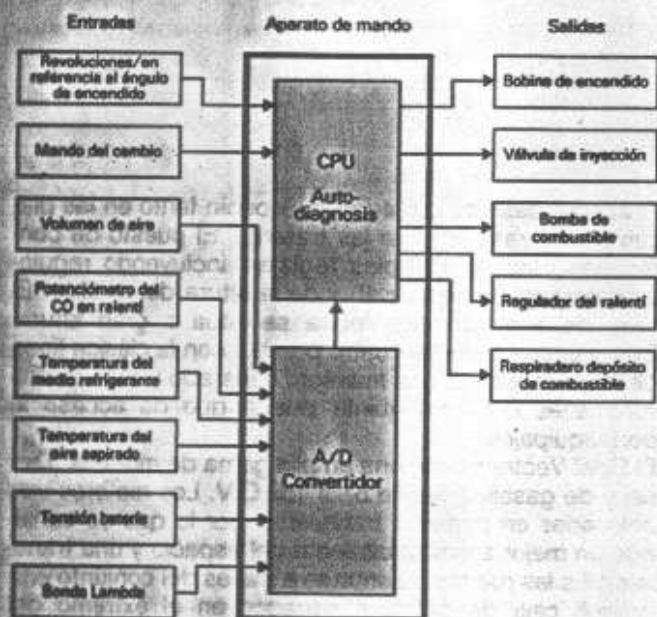 Entradas
Aparato de mando
Salidas
Revoluciones/en
referencia al ángulo
de encendido
Mando del cambio
Volumen de aire
Potenciómetro del
CO en ralentí
Temperatura del
medio refrigerante
Temperatura del
aire aspirado
Tensión batería
Sonda Lambda
CPU
Auto-
diagnosis
A/D
Convertidor
Bobina de encendido
Válvula de inyección
Bomba de
combustible
Regulador del ralentí
Respiradero depósito
de combustible